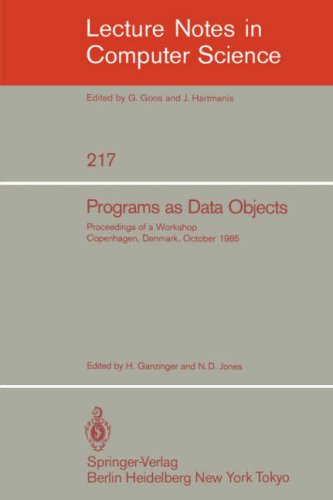 Lecture Notes in
Computer Science
Edited by G. Goos and J. Hartmanis
217
Programs as Data Objects
Proceedings of a Workshop
Copenhagen, Denmark, October 1985
Edited by H. Ganzinger and N.D. Jones
Springer-Verlag
Berlin Heidelberg New York Tokyo